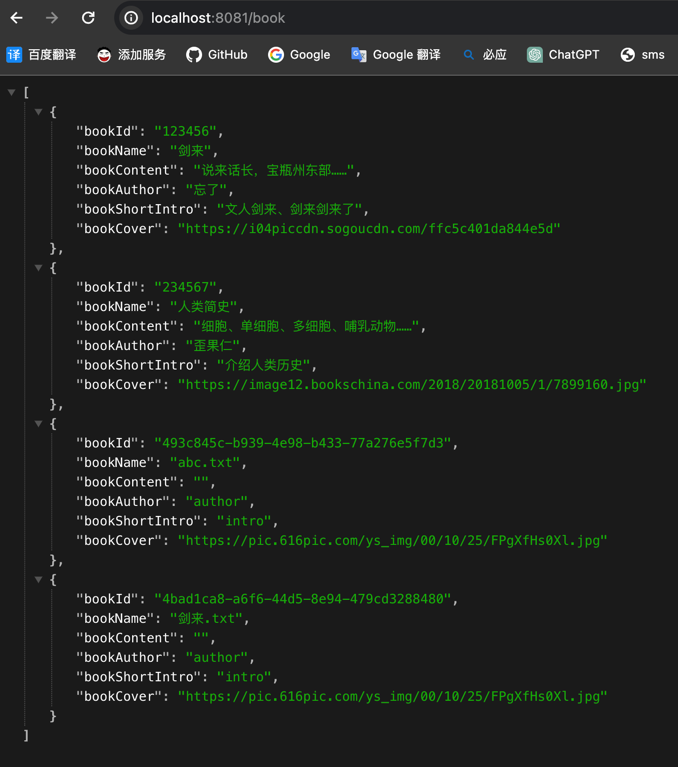 localhost:8081/book
译 百度翻译 添加服务 GitHub Google Google 翻译 必应 ChatGPT sms
[
{
"bookId": "123456",
"bookName": "剑来",
"bookContent": "说来话长，宝瓶州东部……",
"bookAuthor": "忘了",
"bookShortIntro": "文人剑来、剑来剑来了",
"bookCover": "https://i04piccdn.sogoucdn.com/ffc5c401da844e5d"
},
{
"bookId": "234567",
"bookName": "人类简史",
"bookContent": "细胞、单细胞、多细胞、哺乳动物……",
"bookAuthor": "歪果仁",
"bookShortIntro": "介绍人类历史",
"bookCover": "https://image12.bookschina.com/2018/20181005/1/7899160.jpg"
},
{
"bookId": "493c845c-b939-4e98-b433-77a276e5f7d3",
"bookName": "abc.txt",
"bookContent": "",
"bookAuthor": "author",
"bookShortIntro": "intro",
"bookCover": "https://pic.616pic.com/ys_img/00/10/25/FPgXfHs0Xl.jpg"
},
{
"bookId": "4bad1ca8-a6f6-44d5-8e94-479cd3288480",
"bookName": "剑来.txt",
"bookContent": "",
"bookAuthor": "author",
"bookShortIntro": "intro",
"bookCover": "https://pic.616pic.com/ys_img/00/10/25/FPgXfHs0Xl.jpg"
}
]